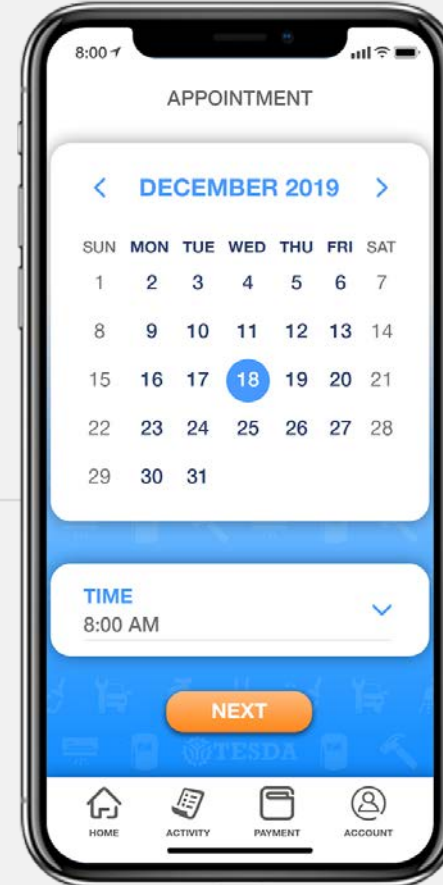 8:00
APPOINTMENT
DECEMBER 2019
SUN MON TUE WED THU FRI SAT
1 2 3 4 5 6 7
8 9 10 11 12 13 14
15 16 17 18 19 20 21
22 23 24 25 26 27 28
29 30 31
TIME
8:00 AM
NEXT
TESDA
HOME ACTIVITY PAYMENT ACCOUNT